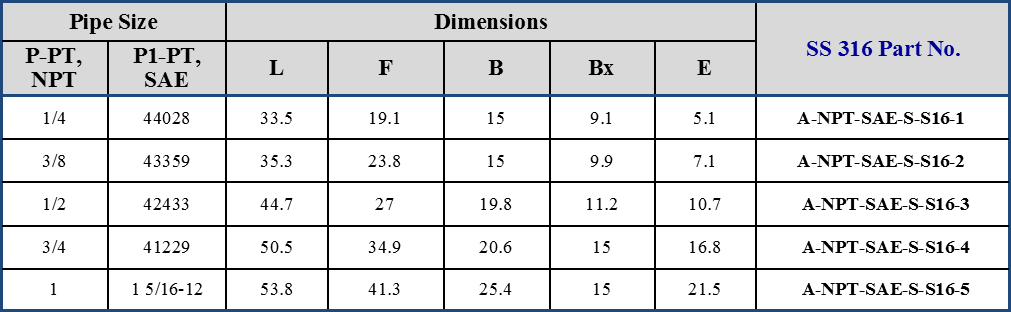 Pipe Size Dimensions SS 316 Part No.
P-PT, NPT P1-PT, SAE L F B Bx E
1/4 44028 33.5 19.1 15 9.1 5.1 A-NPT-SAE-S-S16-1
3/8 43359 35.3 23.8 15 9.9 7.1 A-NPT-SAE-S-S16-2
1/2 42433 44.7 27 19.8 11.2 10.7 A-NPT-SAE-S-S16-3
3/4 41229 50.5 34.9 20.6 15 16.8 A-NPT-SAE-S-S16-4
1 1 5/16-12 53.8 41.3 25.4 15 21.5 A-NPT-SAE-S-S16-5